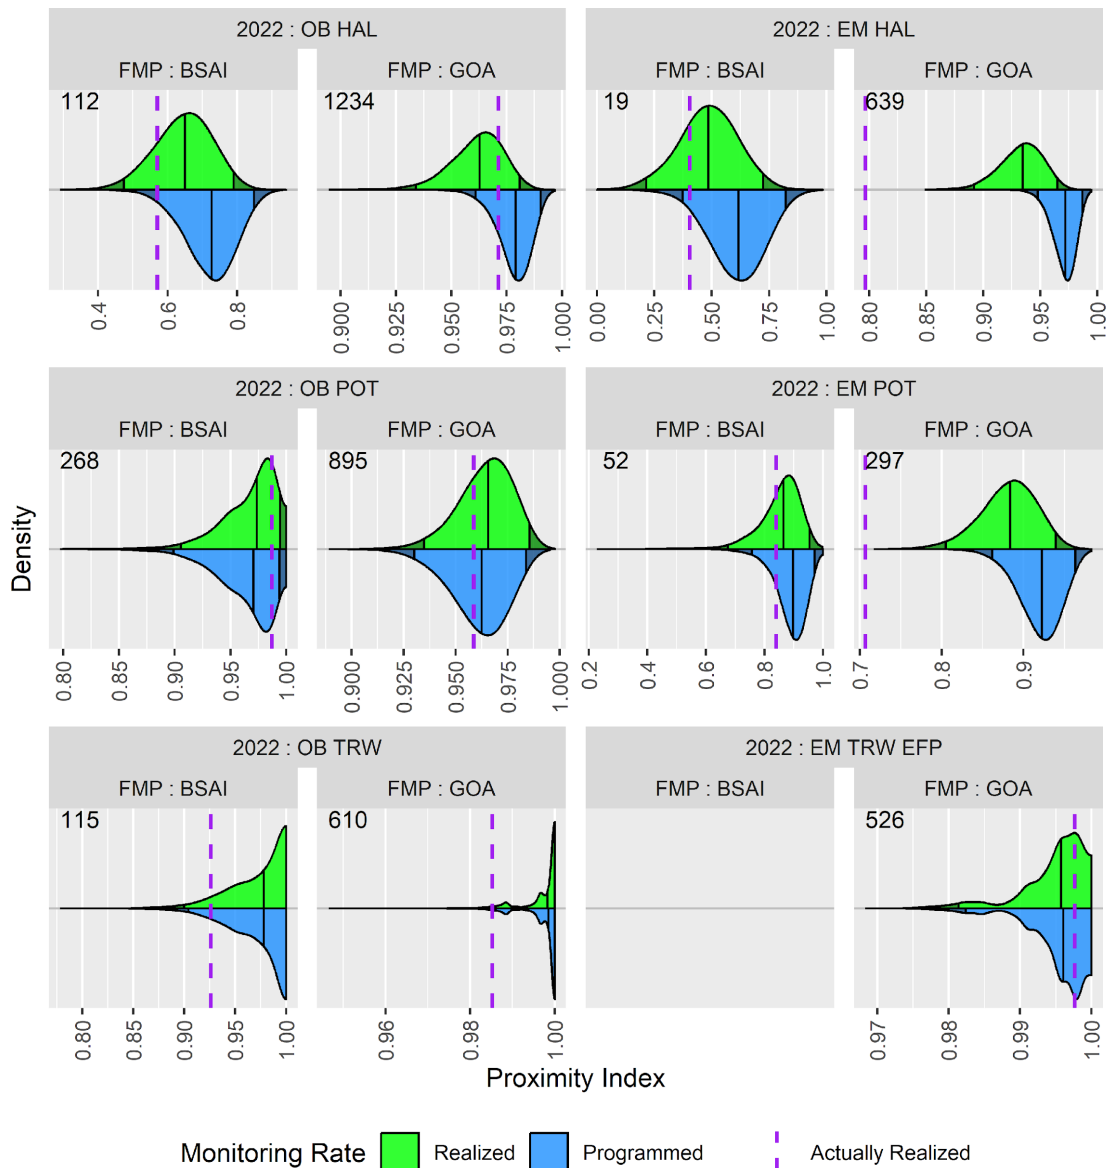 2022 : OB HAL
2022 : EM HAL
FMP : BSAI
FMP : GOA
FMP : BSAI
FMP : GOA
112
1234
19
639
0.4
0.6
0.8
0.900
0.925
0.950
0.975
1.000
0.00
0.25
0.50
0.75
1.00
0.80
0.90
0.95
1.00
2022 : OB POT
2022 : EM POT
FMP : BSAI
FMP : GOA
FMP : BSAI
FMP : GOA
268
895
52
297
0.80
0.85
0.90
0.95
1.00
0.900
0.925
0.950
0.975
1.000
0.2
0.4
0.6
0.8
1.0
0.7
0.8
0.9
2022 : OB TRW
2022 : EM TRW EFP
FMP : BSAI
FMP : GOA
FMP : BSAI
FMP : GOA
115
610
526
0.80
0.85
0.90
0.95
1.00
0.96
0.98
1.00
0.97
0.98
0.99
1.00
Density
Proximity Index
Monitoring Rate Realized Programmed Actually Realized